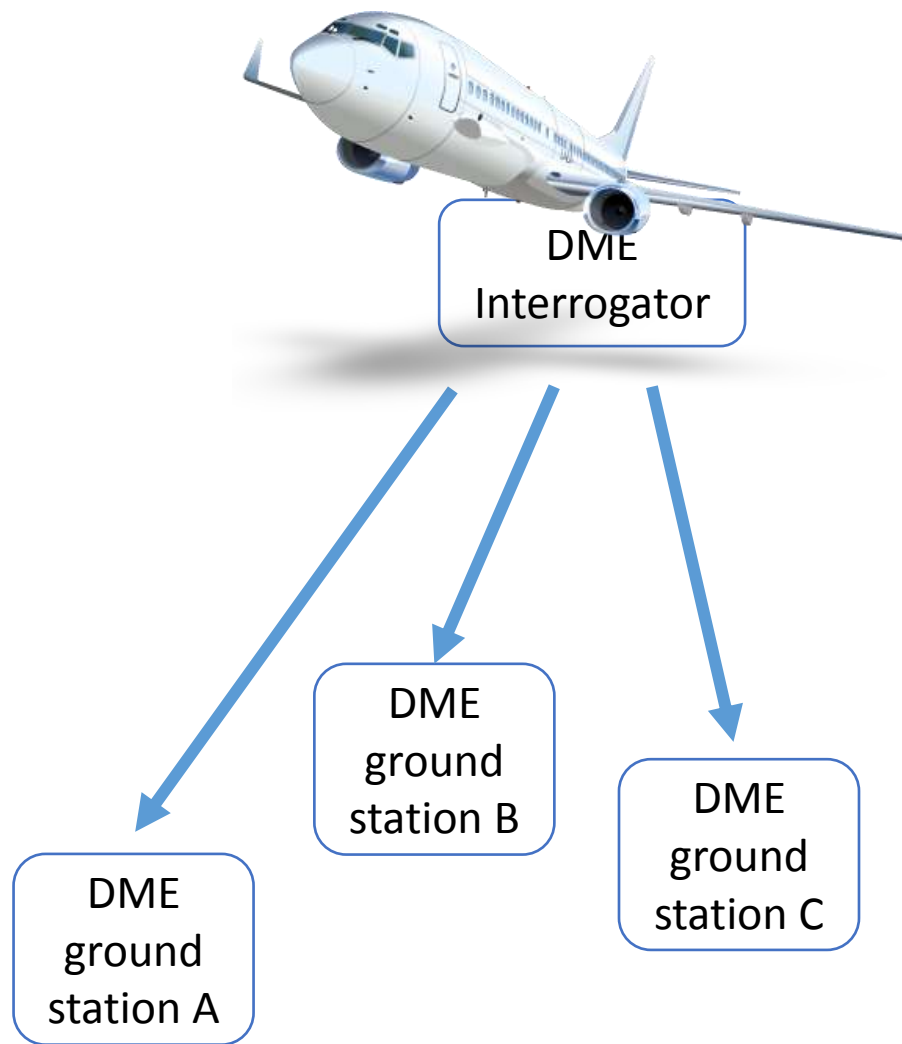 DME
Interrogator
DME
ground
station B
DME
ground
station C
DME
ground
station A